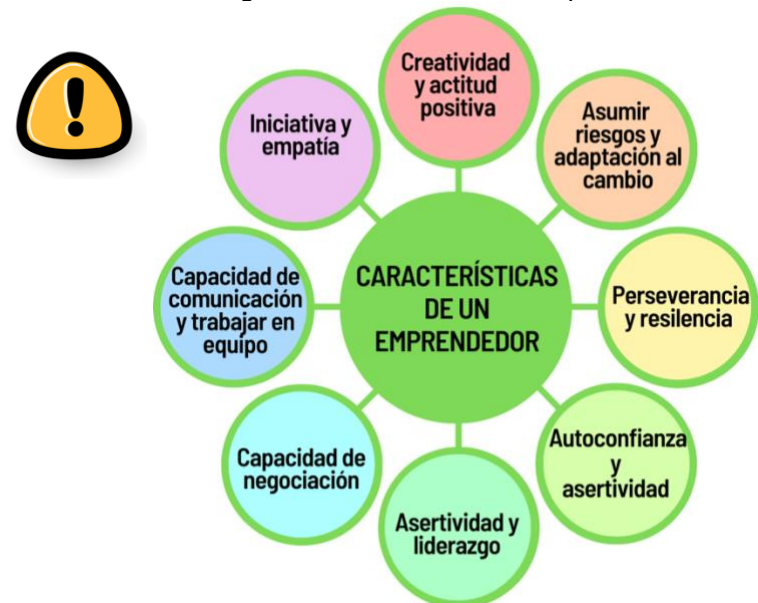 Creatividad
y actitud
positiva
Asumir
riesgos y
adaptación al
cambio
Perseverancia
y resilencia
Autoconfianza
y
asertividad
Asertividad y
liderazgo
Capacidad de
negociación
Capacidad de
comunicación
y trabajar en
equipo
Iniciativa y
empatía
CARACTERÍSTICAS
DE UN
EMPRENDEDOR
!